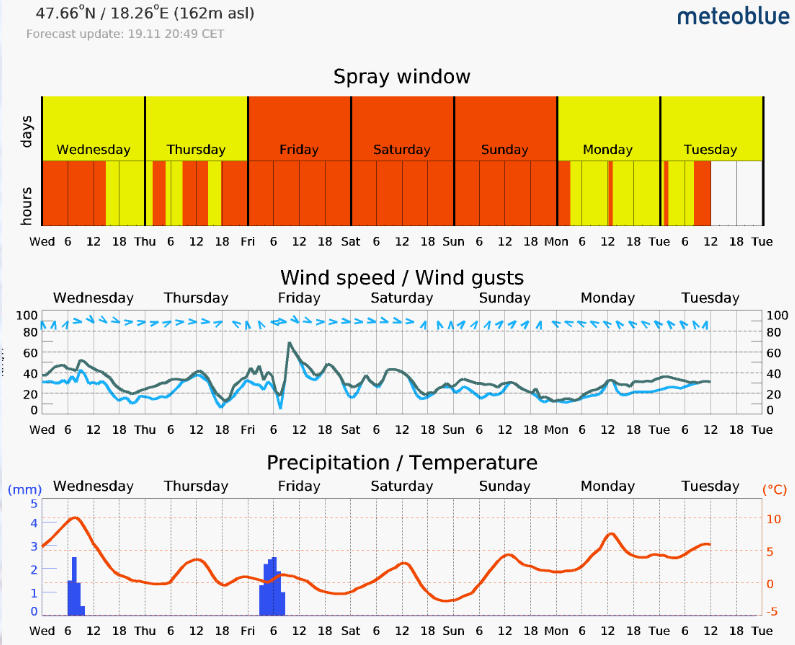 47.66°N / 18.26°E (162m asl)
meteoblue
Forecast update: 19.11 20:49 CET
Spray window
days
Wednesday Thursday Friday Saturday Sunday Monday Tuesday
hours
Wed 6 12 18 Thu 6 12 18 Fri 6 12 18 Sat 6 12 18 Sun 6 12 18 Mon 6 12 18 Tue 6 12 18 Tue
Wind speed / Wind gusts
Wednesday Thursday Friday Saturday Sunday Monday Tuesday
100 100
80 80
60 60
40 40
20 20
0 0
Wed 6 12 18 Thu 6 12 18 Fri 6 12 18 Sat 6 12 18 Sun 6 12 18 Mon 6 12 18 Tue 6 12 18 Tue
Precipitation / Temperature
Wednesday Thursday Friday Saturday Sunday Monday Tuesday
(mm) (°C)
5
4 10
3
2 5
1 0
0 -5
Wed 6 12 18 Thu 6 12 18 Fri 6 12 18 Sat 6 12 18 Sun 6 12 18 Mon 6 12 18 Tue 6 12 18 Tue